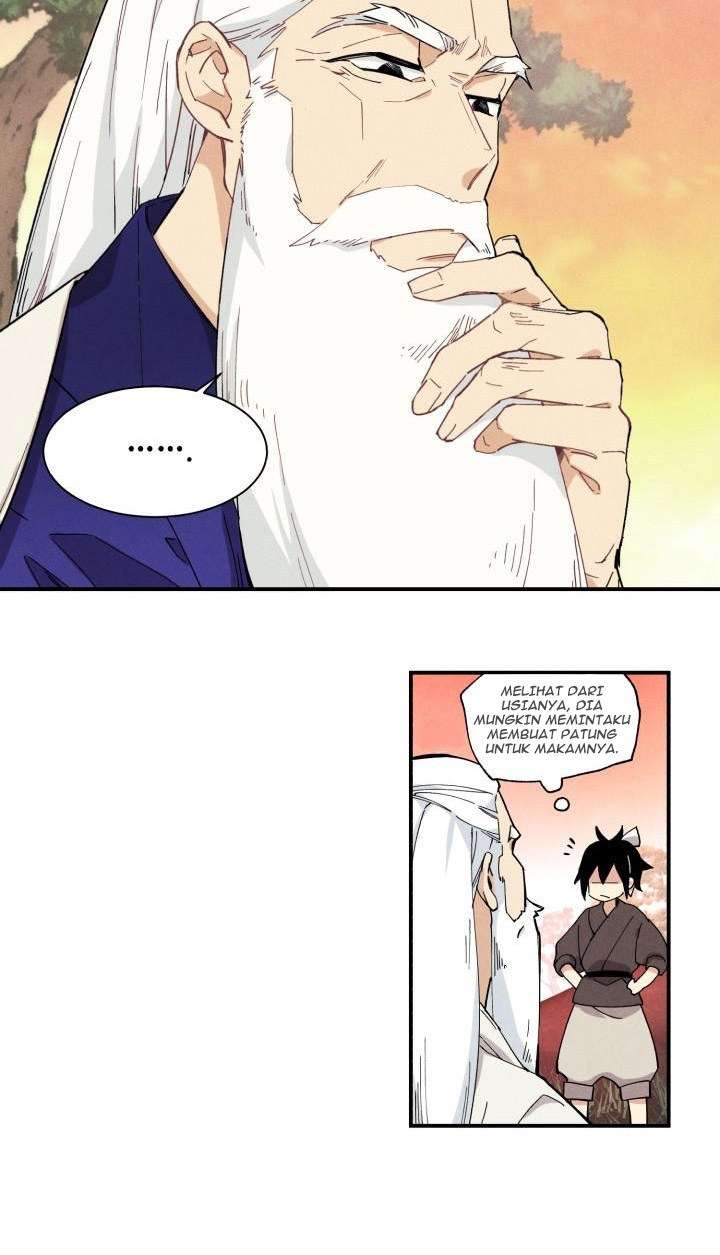 .......
MELIHAT DARI
USIANYA, DIA
MUNGKIN MEMINTAKU
MEMBUAT PATUNG
UNTUK MAKAMNYA.